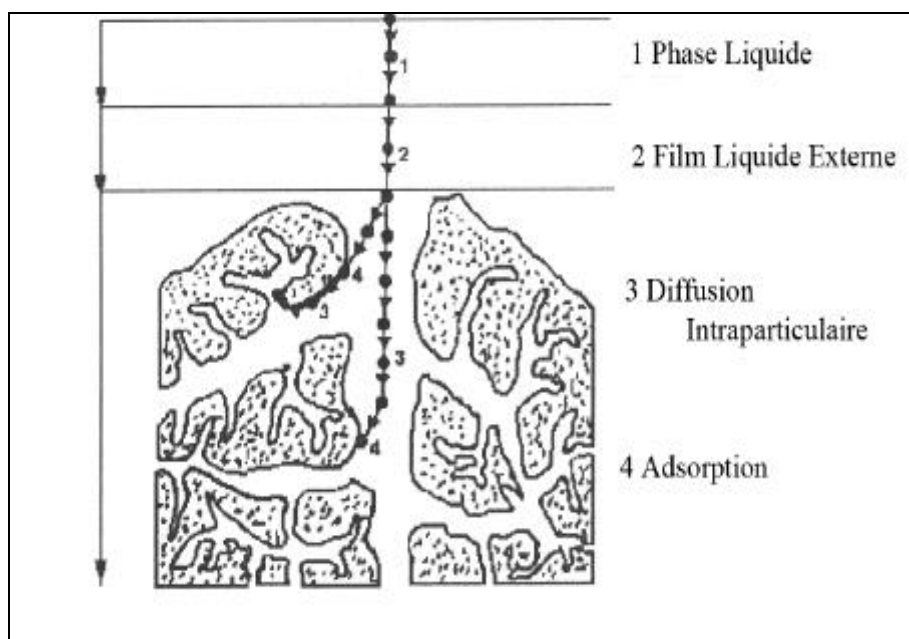 1
1 Phase Liquide
2
2 Film Liquide Externe
4
3
3 Diffusion
Intraparticulaire
3
4
4 Adsorption